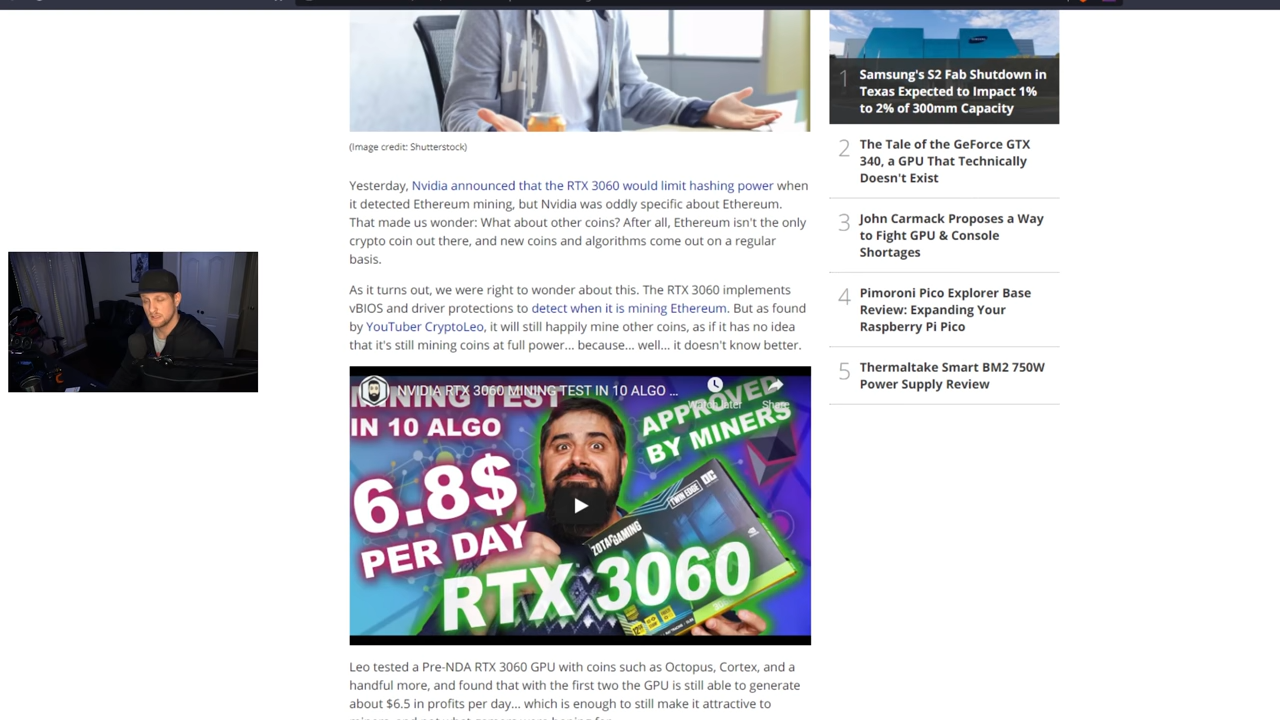 (Image credit: Shutterstock)
Yesterday, Nvidia announced that the RTX 3060 would limit hashing power when
it detected Ethereum mining, but Nvidia was oddly specific about Ethereum.
That made us wonder: What about other coins? After all, Ethereum isn't the only
crypto coin out there, and new coins and algorithms come out on a regular
basis.
As it turns out, we were right to wonder about this. The RTX 3060 implements
vBIOS and driver protections to detect when it is mining Ethereum. But as found
by YouTuber CryptoLeo, it will still happily mine other coins, as if it has no idea
that it's still mining coins at full power... because... well... it doesn't know better.
NVIDIA RTX 3060 MINING TEST IN 10 ALGO ...
Watch later
Share
MINING TEST
IN 10 ALGO
6.8$
PER DAY
APPROVED
BY MINERS
ZOTAC GAMING
TWIN EDGE OC
RTX 3060
Leo tested a Pre-NDA RTX 3060 GPU with coins such as Octopus, Cortex, and a
handful more, and found that with the first two the GPU is still able to generate
about $6.5 in profits per day... which is enough to still make it attractive to
miners, and not what gamers were hoping for.
SAMSUNG
1
Samsung's S2 Fab Shutdown in
Texas Expected to Impact 1%
to 2% of 300mm Capacity
2
The Tale of the GeForce GTX
340, a GPU That Technically
Doesn't Exist
3
John Carmack Proposes a Way
to Fight GPU & Console
Shortages
4
Pimoroni Pico Explorer Base
Review: Expanding Your
Raspberry Pi Pico
5
Thermaltake Smart BM2 750W
Power Supply Review